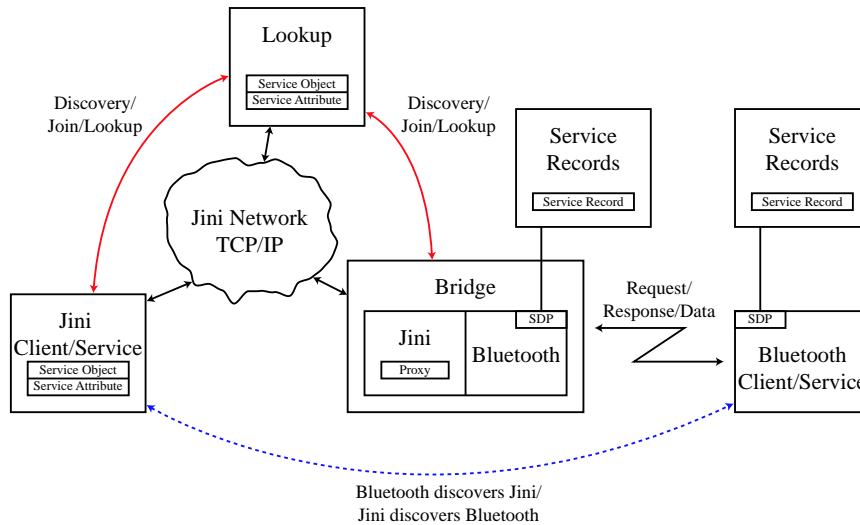 Lookup
Service Object
Service Attribute
Discovery/
Join/Lookup
Discovery/
Join/Lookup
Service
Records
Service Record
Service
Records
Service Record
Jini Network
TCP/IP
Jini
Client/Service
Service Object
Service Attribute
Bridge
Jini
Proxy
SDP
Bluetooth
Request/
Response/Data
SDP
Bluetooth
Client/Service
Bluetooth discovers Jini/
Jini discovers Bluetooth